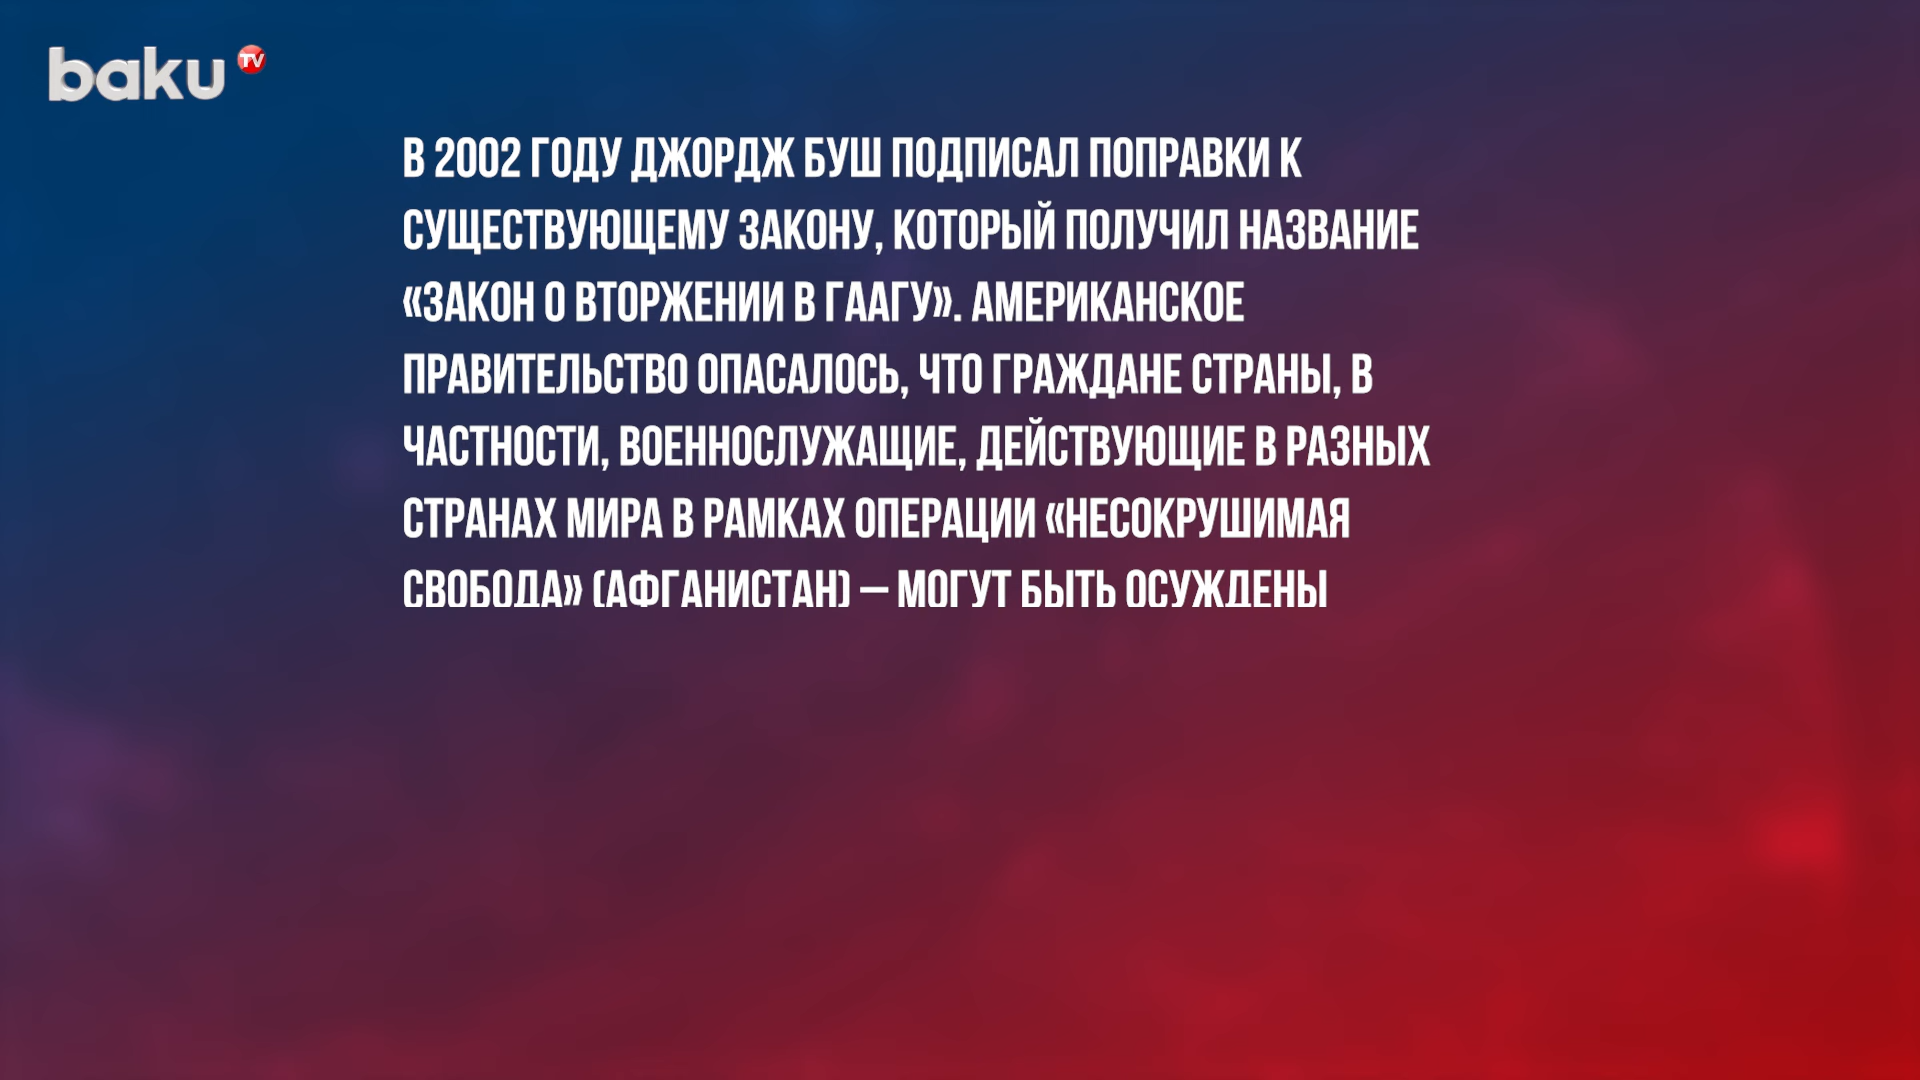 baku TV
В 2002 ГОДУ ДЖОРДЖ БУШ ПОДПИСАЛ ПОПРАВКИ К
СУЩЕСТВУЮЩЕМУ ЗАКОНУ, КОТОРЫЙ ПОЛУЧИЛ НАЗВАНИЕ
«ЗАКОН О ВТОРЖЕНИИ В ГААГУ». АМЕРИКАНСКОЕ
ПРАВИТЕЛЬСТВО ОПАСАЛОСЬ, ЧТО ГРАЖДАНЕ СТРАНЫ, В
ЧАСТНОСТИ, ВОЕННОСЛУЖАЩИЕ, ДЕЙСТВУЮЩИЕ В РАЗНЫХ
СТРАНАХ МИРА В РАМКАХ ОПЕРАЦИИ «НЕСОКРУШИМАЯ
СВОБОДА» (АФГАНИСТАН) – МОГУТ БЫТЬ ОСУЖДЕНЫ